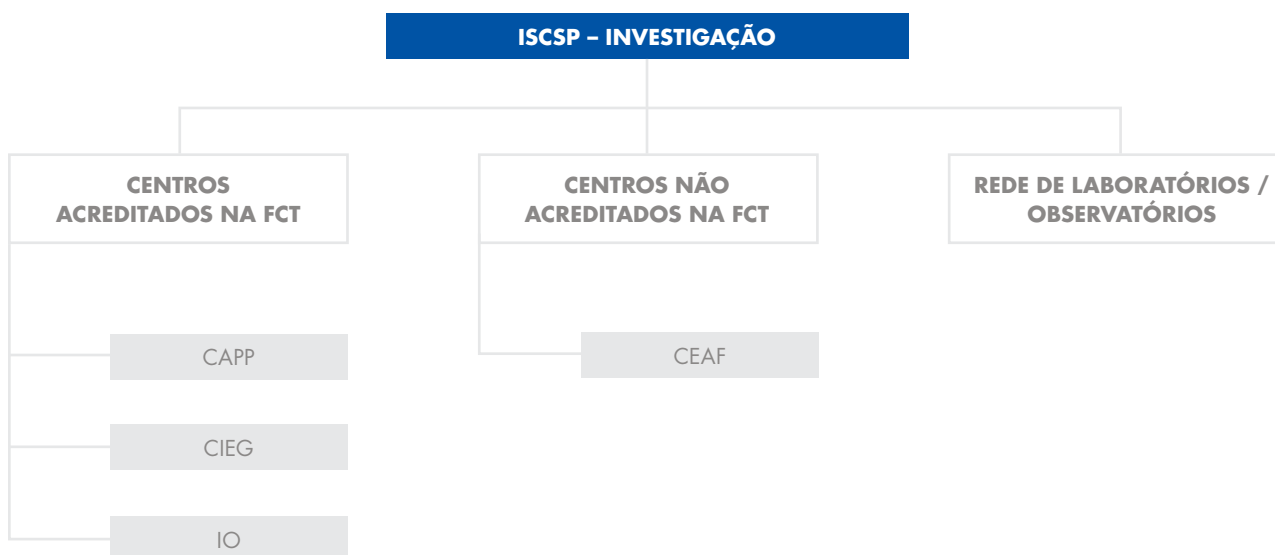 ISCSP – INVESTIGAÇÃO
CENTROS
ACREDITADOS NA FCT
CENTROS NÃO
ACREDITADOS NA FCT
REDE DE LABORATÓRIOS /
OBSERVATÓRIOS
CAPP
CEAF
CIEG
IO